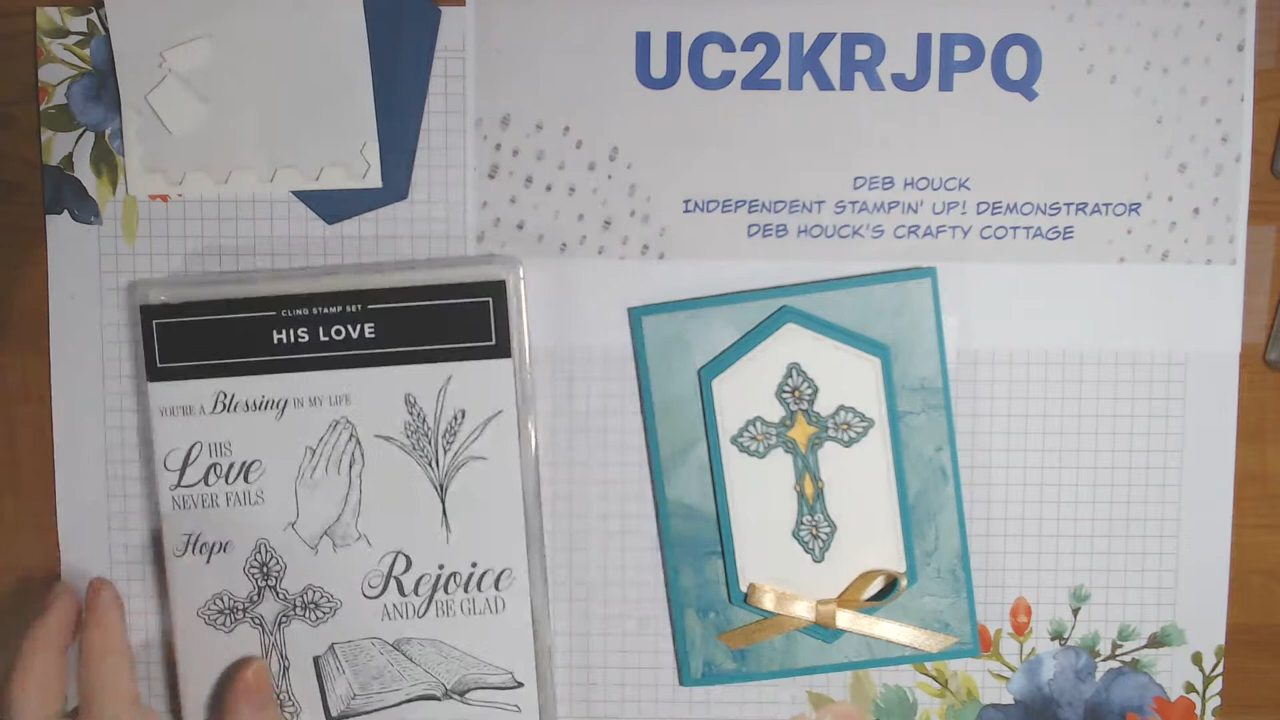 UC2KRJPQ
DEB HOUCK
INDEPENDENT STAMPIN' UP! DEMONSTRATOR
DEB HOUCK'S CRAFTY COTTAGE
CLING STAMP SET
HIS LOVE
YOU'RE A Blessing IN MY LIFE
HIS
Love
NEVER FAILS
Hope
Rejoice
AND BE GLAD